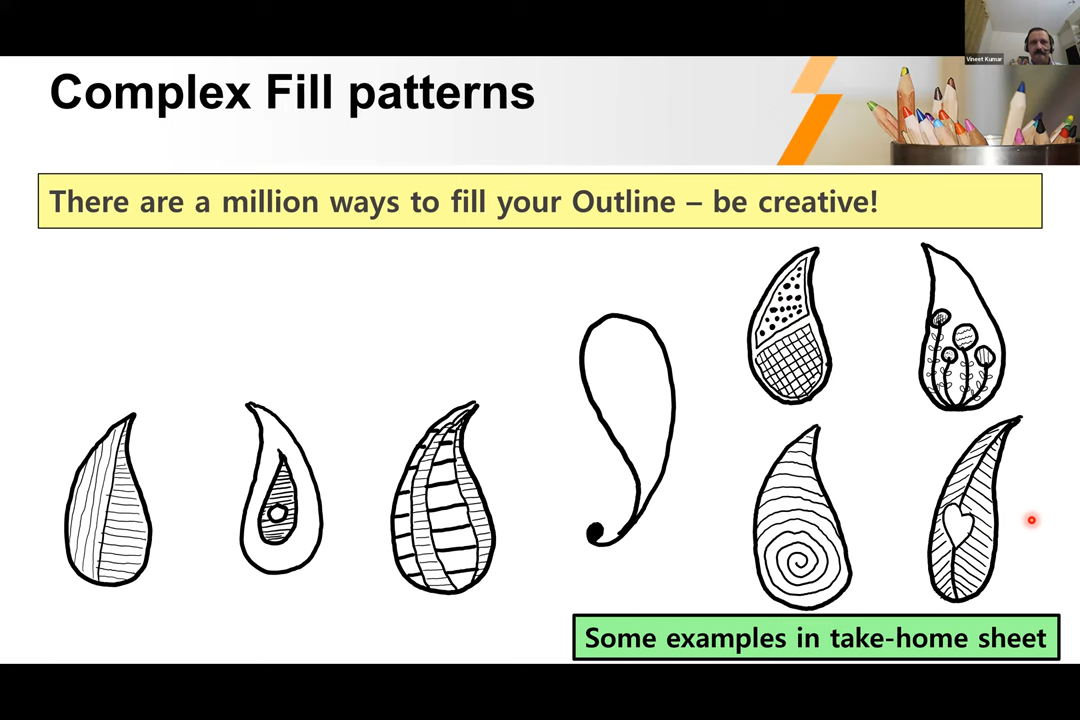 Vineet Kumar
Complex Fill patterns
There are a million ways to fill your Outline – be creative!
Some examples in take-home sheet